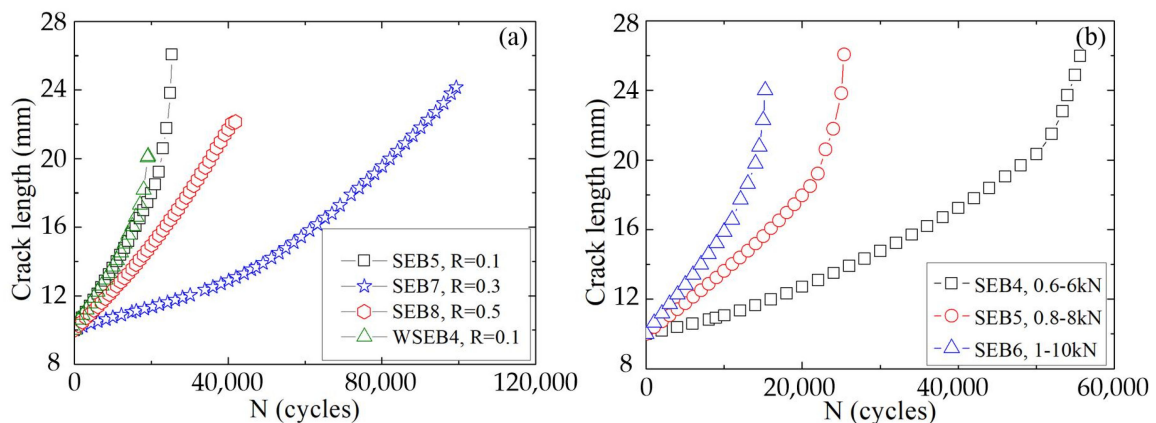 (a)
28
24
20
16
12
8
Crack length (mm)
0
40,000
80,000
120,000
N (cycles)
SEB5, R=0.1
SEB7, R=0.3
SEB8, R=0.5
WSEB4, R=0.1
(b)
28
24
20
16
12
8
Crack length (mm)
0
20,000
40,000
60,000
N (cycles)
SEB4, 0.6-6kN
SEB5, 0.8-8kN
SEB6, 1-10kN